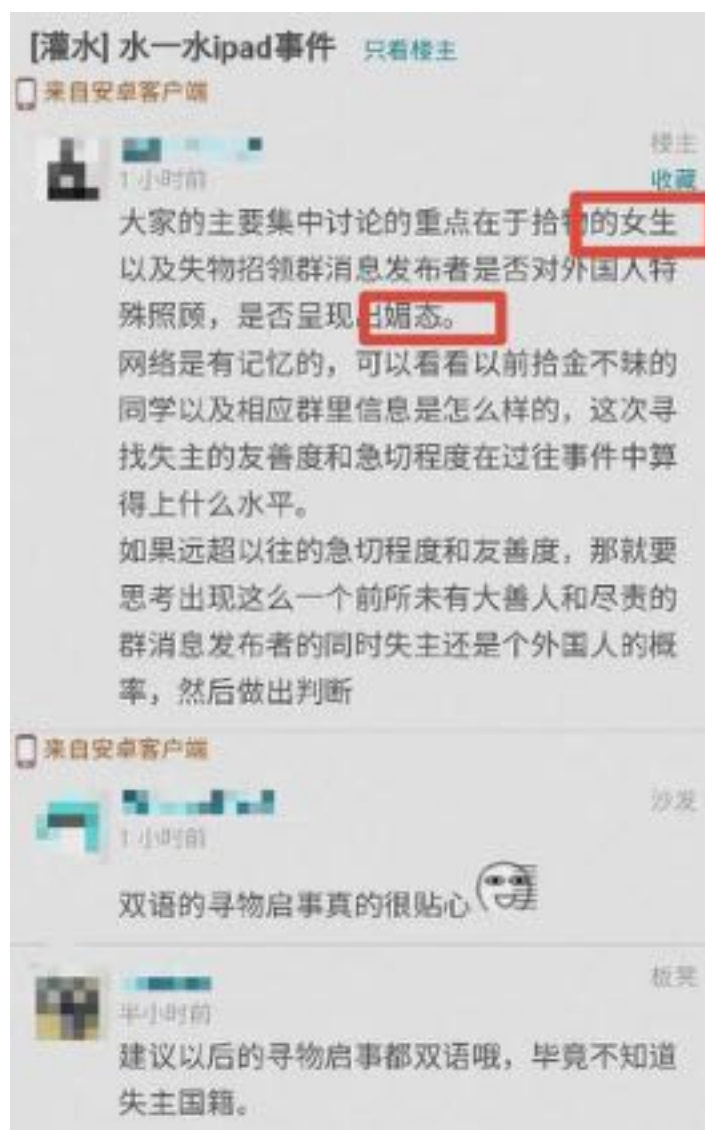 [灌水] 水一水ipad事件 只看楼主
来自安卓客户端
楼主
1 小时前
收藏
大家的主要集中讨论的重点在于拾物的女生
以及失物招领群消息发布者是否对外国人特
殊照顾，是否呈现出媚态。
网络是有记忆的，可以看看以前拾金不昧的
同学以及相应群里信息是怎么样的，这次寻
找失主的友善度和急切程度在过往事件中算
得上什么水平。
如果远超以往的急切程度和友善度，那就要
思考出现这么一个前所未有大善人和尽责的
群消息发布者的同时失主还是个外国人的概
率，然后做出判断
来自安卓客户端
沙发
1 小时前
双语的寻物启事真的很贴心
板凳
半小时前
建议以后的寻物启事都双语哦，毕竟不知道
失主国籍。